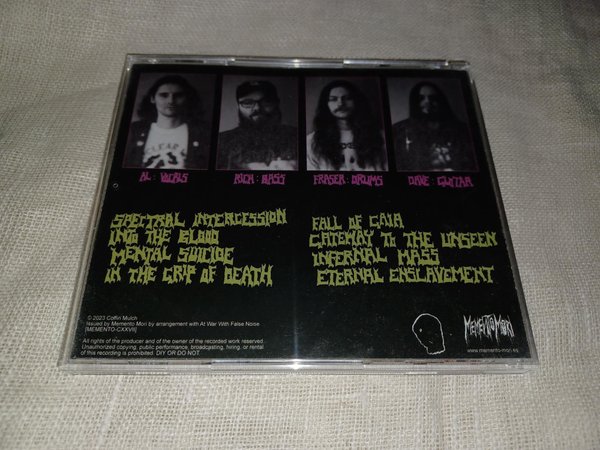 AL : VOCALS
RICH : BASS
FRASER : DRUMS
DAVE : GUITAR
SPECTRAL INTERCESSION
INTO THE BLOOD
MENTAL SUICIDE
IN THE GRIP OF DEATH
FALL OF GAIA
GATEWAY TO THE UNSEEN
INFERNAL MASS
ETERNAL ENSLAVEMENT
© 2023 Coffin Mulch
Issued by Memento Mori by arrangement with At War With False Noise
[MEMENTO-CXXVII]
All rights of the producer and of the owner of the recorded work reserved.
Unauthorized copying, public performance, broadcasting, hiring, or rental
of this recording is prohibited. DIY OR DO NOT.
MEMENTO MORI
www.memento-mori.es